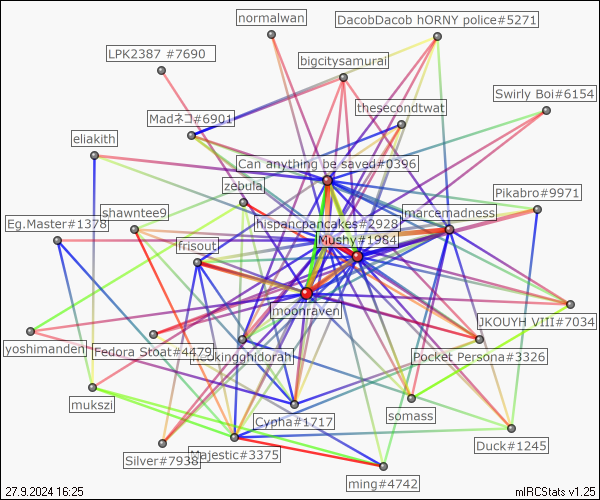 normalwan
DacobDacob hORNY police#5271
LPK2387 #7690
bigcitysamurai
Swirly Boi#6154
thesecondtwat
Madネコ#6901
eliakith
Can anything be saved#0396
zebula
Pikabro#9971
shawntee9
marcemadness
Eg.Master#1378
hispancpancakes#2928
Mushy#1984
frisout
moonraven
JKOUYH VIII#7034
yoshimanden
Fedora Stoat#4479
heckingghidorah
Pocket Persona#3326
mukszi
somass
Cypha#1717
Duck#1245
Silver#7938
Majestic#3375
ming#4742
27.9.2024 16:25
mIRCStats v1.25